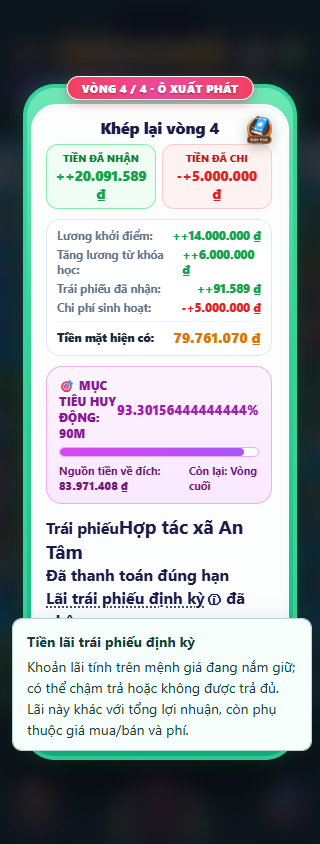 VÒNG 4 / 4 · Ô XUẤT PHÁT
Khép lại vòng 4
TIỀN ĐÃ NHẬN
++20.091.589
₫
TIỀN ĐÃ CHI
-+5.000.000
₫
Lương khởi điểm: ++14.000.000 ₫
Tăng lương từ khóa
học:
++6.000.000
₫
Trái phiếu đã nhận: ++91.589 ₫
Chi phí sinh hoạt: -+5.000.000 ₫
Tiền mặt hiện có: 79.761.070 ₫
MỤC
TIÊU HUY
ĐỘNG:
90M
93.30156444444444%
Nguồn tiền về đích:
83.971.408 ₫
Còn lại: Vòng
cuối
Trái phiếuHợp tác xã An
Tâm
Đã thanh toán đúng hạn
Lãi trái phiếu định kỳ ⓘ đã
Tiền lãi trái phiếu định kỳ
Khoản lãi tính trên mệnh giá đang nắm giữ;
có thể chậm trả hoặc không được trả đủ.
Lãi này khác với tổng lợi nhuận, còn phụ
thuộc giá mua/bán và phí.